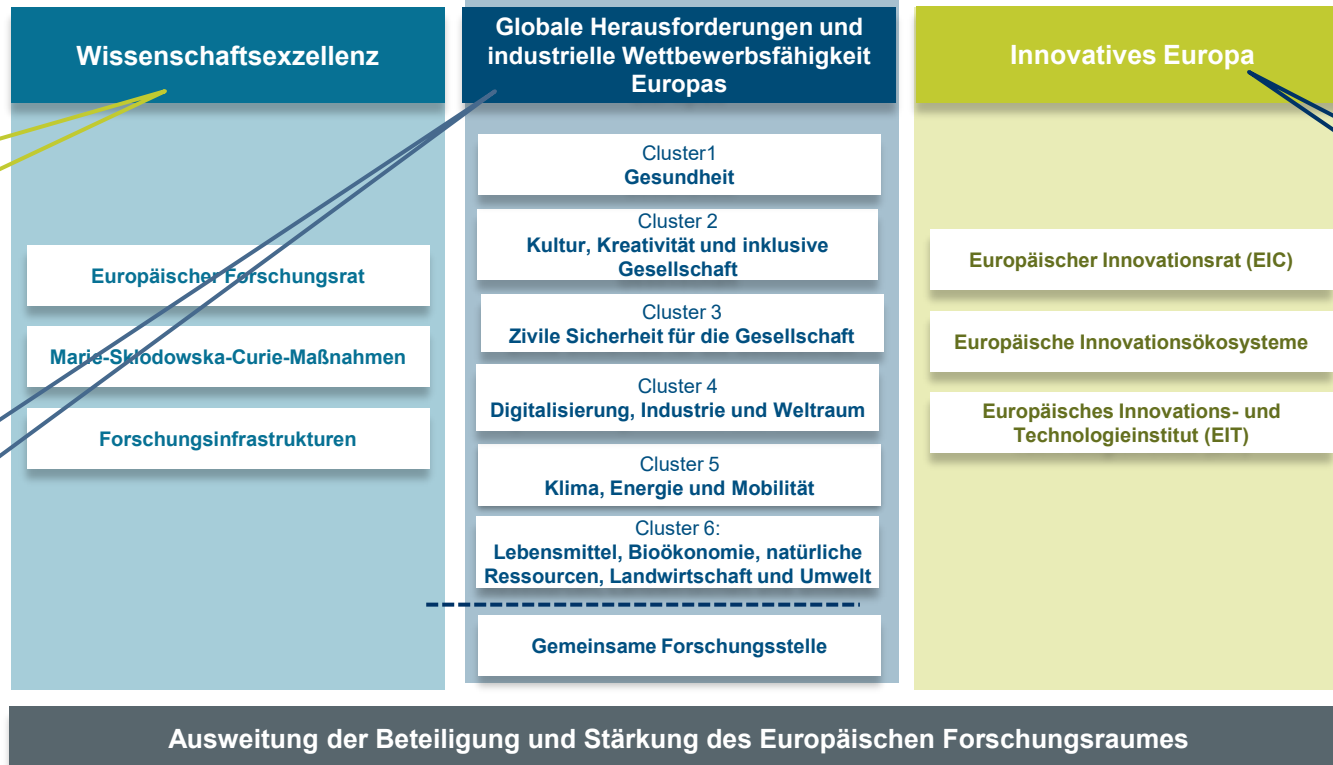 Wissenschaftsexzellenz
Europäischer Forschungsrat
Marie-Sklodowska-Curie-Maßnahmen
Forschungsinfrastrukturen
Globale Herausforderungen und
industrielle Wettbewerbsfähigkeit
Europas
Cluster1
Gesundheit
Cluster 2
Kultur, Kreativität und inklusive
Gesellschaft
Cluster 3
Zivile Sicherheit für die Gesellschaft
Cluster 4
Digitalisierung, Industrie und Weltraum
Cluster 5
Klima, Energie und Mobilität
Cluster 6:
Lebensmittel, Bioökonomie, natürliche
Ressourcen, Landwirtschaft und Umwelt
Gemeinsame Forschungsstelle
Innovatives Europa
Europäischer Innovationsrat (EIC)
Europäische Innovationsökosysteme
Europäisches Innovations- und
Technologieinstitut (EIT)
Ausweitung der Beteiligung und Stärkung des Europäischen Forschungsraumes